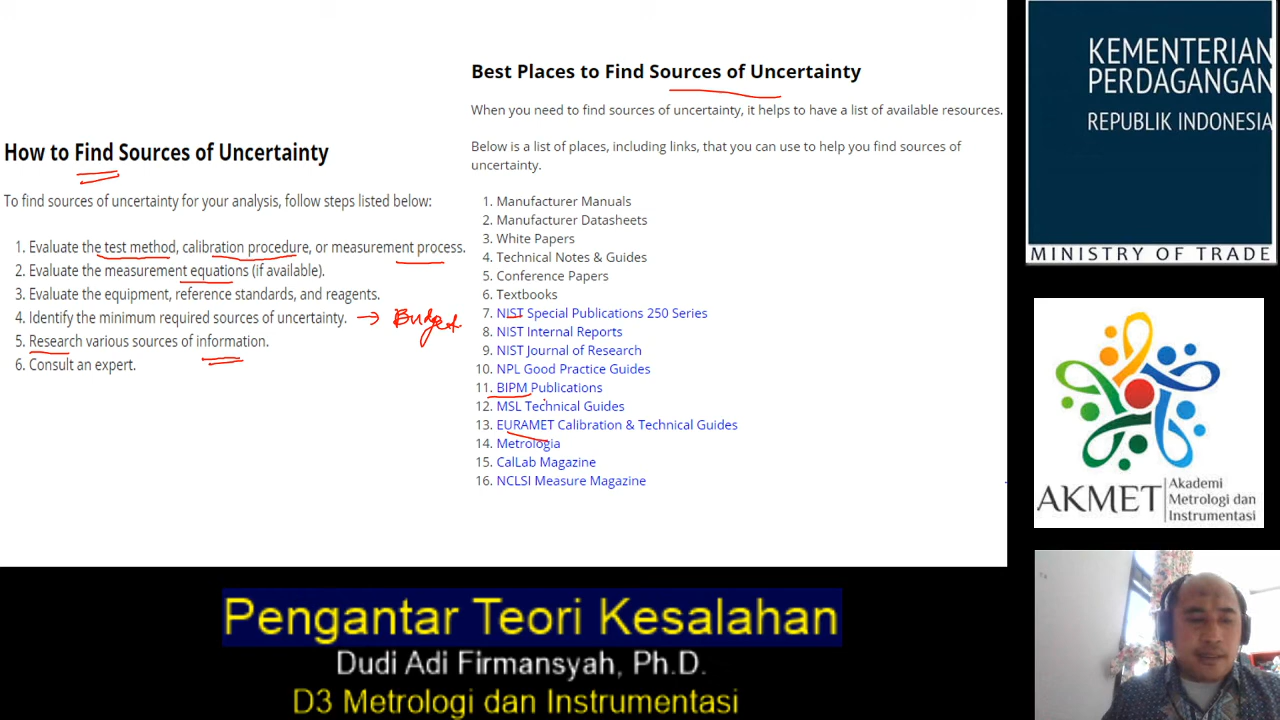 How to Find Sources of Uncertainty
To find sources of uncertainty for your analysis, follow steps listed below:
1. Evaluate the test method, calibration procedure, or measurement process.
2. Evaluate the measurement equations (if available).
3. Evaluate the equipment, reference standards, and reagents.
4. Identify the minimum required sources of uncertainty. → Budget
5. Research various sources of information.
6. Consult an expert.
Best Places to Find Sources of Uncertainty
When you need to find sources of uncertainty, it helps to have a list of available resources.
Below is a list of places, including links, that you can use to help you find sources of
uncertainty.
1. Manufacturer Manuals
2. Manufacturer Datasheets
3. White Papers
4. Technical Notes & Guides
5. Conference Papers
6. Textbooks
7. NIST Special Publications 250 Series
8. NIST Internal Reports
9. NIST Journal of Research
10. NPL Good Practice Guides
11. BIPM Publications
12. MSL Technical Guides
13. EURAMET Calibration & Technical Guides
14. Metrologia
15. CalLab Magazine
16. NCLSI Measure Magazine
KEMENTERIAN
PERDAGANGAN
REPUBLIK INDONESIA
MINISTRY OF TRADE
AKMET
Akademi
Metrologi dan
Instrumentasi
Pengantar Teori Kesalahan
Dudi Adi Firmansyah, Ph.D.
D3 Metrologi dan Instrumentasi